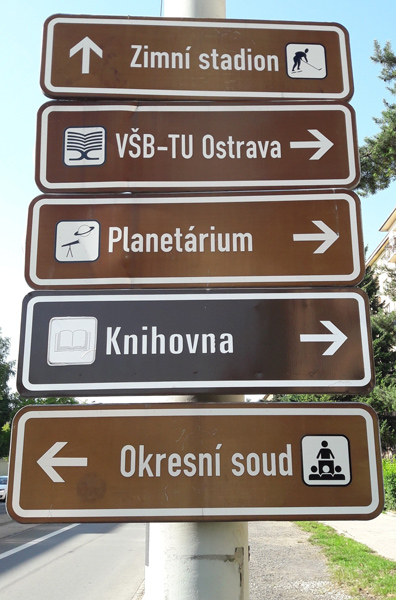 Zimní stadion
VŠB-TU Ostrava
Planetárium
Knihovna
Okresní soud